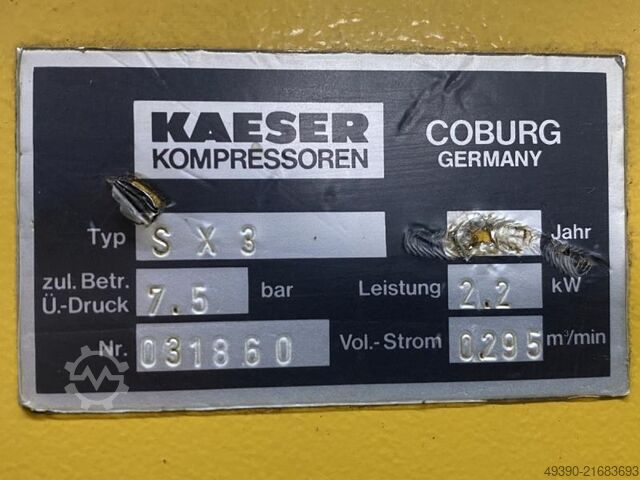 KAESER
KOMPRESSOREN
COBURG
GERMANY
Typ S X 3
Jahr
zul. Betr.
Ü.-Druck 7.5 bar
Leistung 2.2 kW
Nr. 031860
Vol.-Strom 0.295 m³/min
49390-21683693